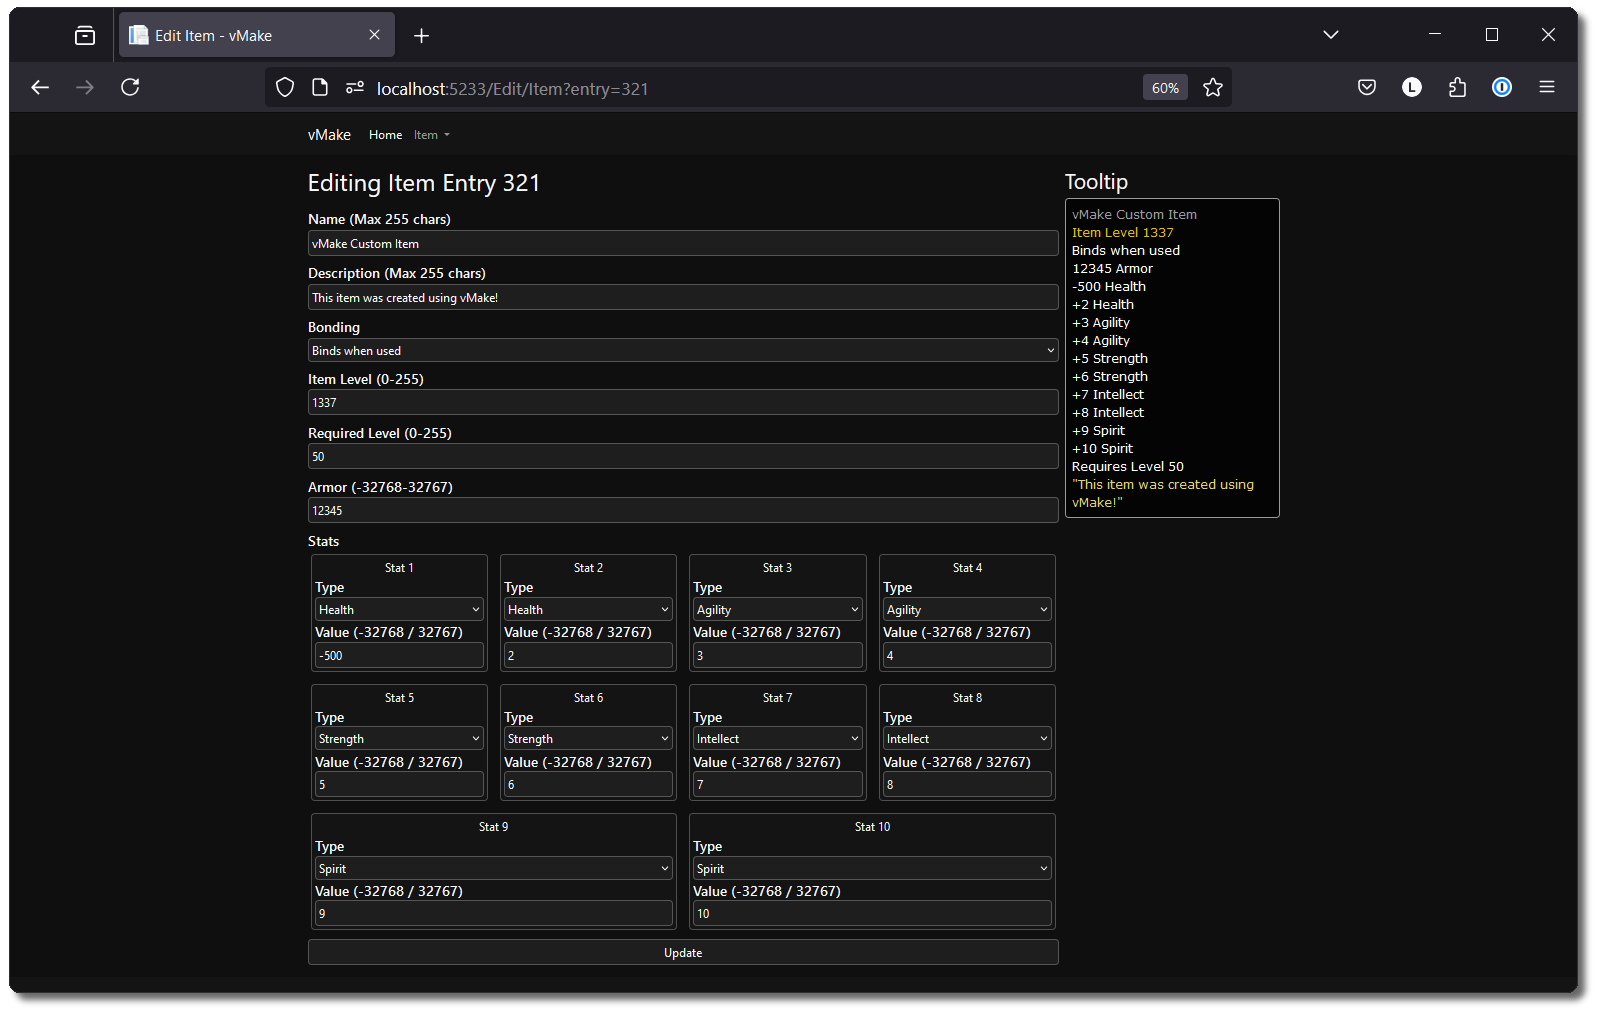 Edit Item - vMake
localhost:5233/Edit/Item?entry=321
60%
L
vMake Home Item
Editing Item Entry 321
Name (Max 255 chars)
vMake Custom Item
Description (Max 255 chars)
This item was created using vMake!
Bonding
Binds when used
Item Level (0-255)
1337
Required Level (0-255)
50
Armor (-32768-32767)
12345
Stats
Stat 1
Type
Health
Value (-32768 / 32767)
-500
Stat 2
Type
Health
Value (-32768 / 32767)
2
Stat 3
Type
Agility
Value (-32768 / 32767)
3
Stat 4
Type
Agility
Value (-32768 / 32767)
4
Stat 5
Type
Strength
Value (-32768 / 32767)
5
Stat 6
Type
Strength
Value (-32768 / 32767)
6
Stat 7
Type
Intellect
Value (-32768 / 32767)
7
Stat 8
Type
Intellect
Value (-32768 / 32767)
8
Stat 9
Type
Spirit
Value (-32768 / 32767)
9
Stat 10
Type
Spirit
Value (-32768 / 32767)
10
Update
Tooltip
vMake Custom Item
Item Level 1337
Binds when used
12345 Armor
-500 Health
+2 Health
+3 Agility
+4 Agility
+5 Strength
+6 Strength
+7 Intellect
+8 Intellect
+9 Spirit
+10 Spirit
Requires Level 50
"This item was created using
vMake!"